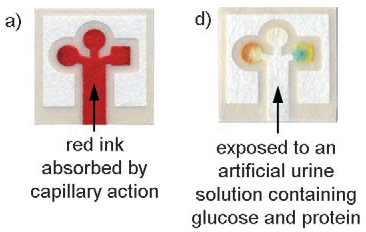 a)
red ink
absorbed by
capillary action
d)
exposed to an
artificial urine
solution containing
glucose and protein